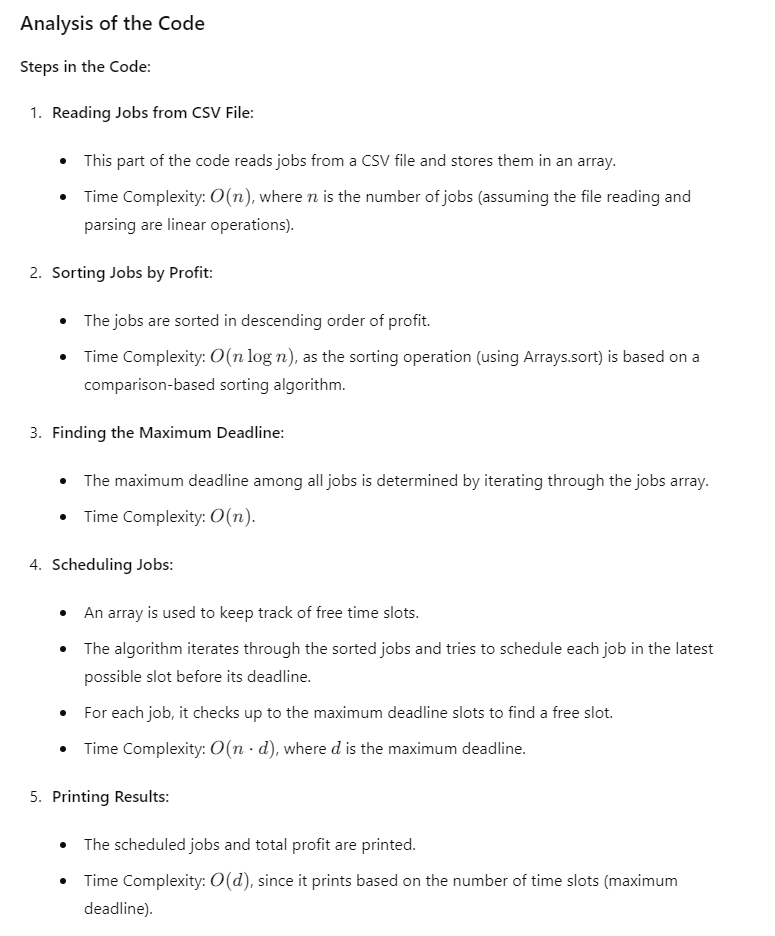 Analysis of the Code
Steps in the Code:
1. Reading Jobs from CSV File:
• This part of the code reads jobs from a CSV file and stores them in an array.
• Time Complexity: O(n), where n is the number of jobs (assuming the file reading and
parsing are linear operations).
2. Sorting Jobs by Profit:
• The jobs are sorted in descending order of profit.
• Time Complexity: O(n log n), as the sorting operation (using Arrays.sort) is based on a
comparison-based sorting algorithm.
3. Finding the Maximum Deadline:
• The maximum deadline among all jobs is determined by iterating through the jobs array.
• Time Complexity: O(n).
4. Scheduling Jobs:
• An array is used to keep track of free time slots.
• The algorithm iterates through the sorted jobs and tries to schedule each job in the latest
possible slot before its deadline.
• For each job, it checks up to the maximum deadline slots to find a free slot.
• Time Complexity: O(n · d), where d is the maximum deadline.
5. Printing Results:
• The scheduled jobs and total profit are printed.
• Time Complexity: O(d), since it prints based on the number of time slots (maximum
deadline).